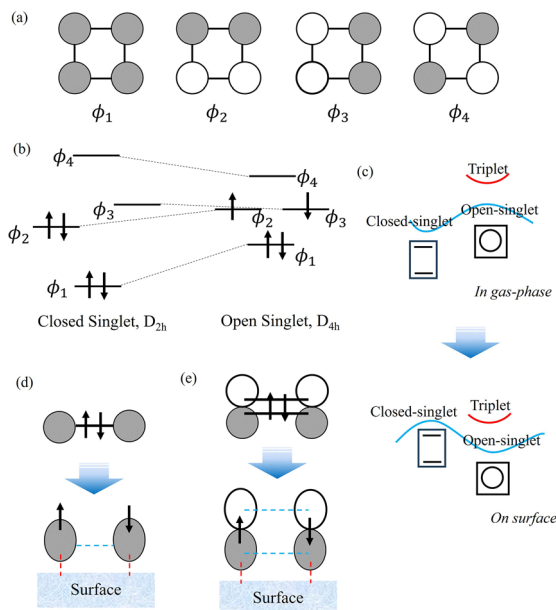 (a)
ϕ₁ ϕ₂ ϕ₃ ϕ₄
(b)
ϕ₄
ϕ₄
ϕ₃
ϕ₂
ϕ₂ ϕ₃
ϕ₁
ϕ₁
Closed Singlet, D₂ₕ Open Singlet, D₄ₕ
(c)
Triplet
Closed-singlet Open-singlet
In gas-phase
Closed-singlet Triplet
Open-singlet
On surface
(d)
Surface
(e)
Surface